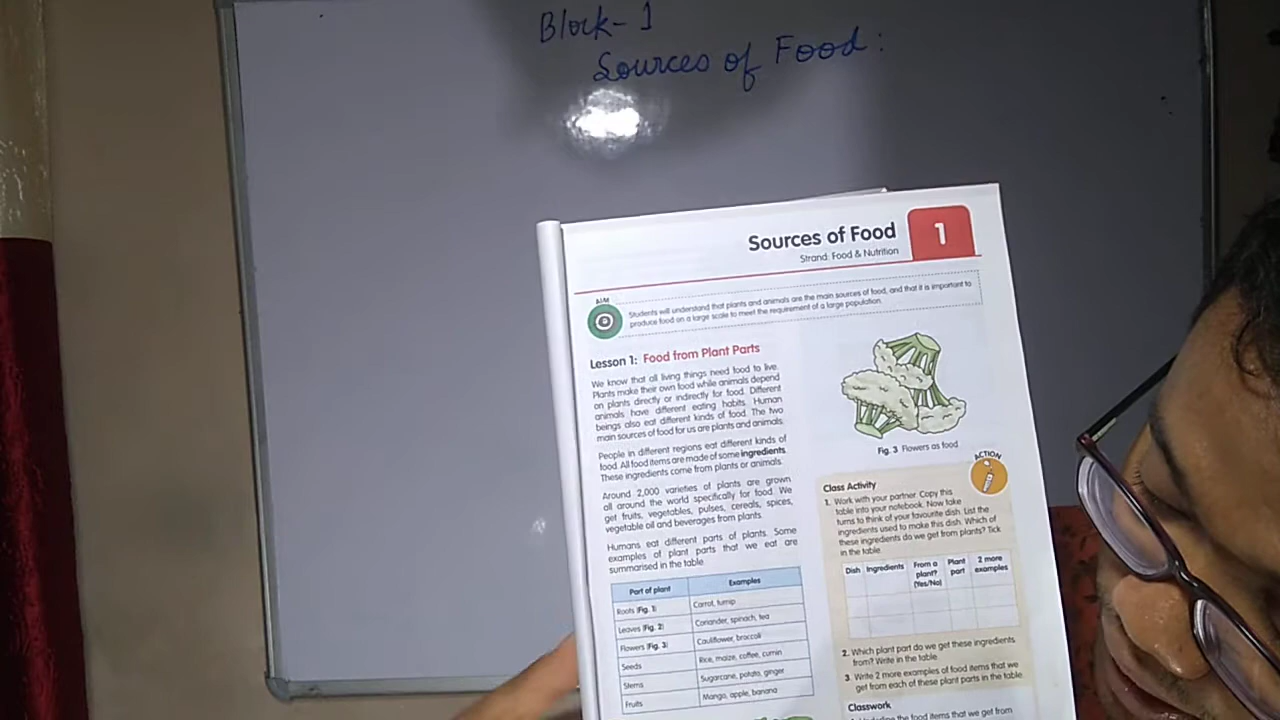 Block-1
Sources of Food:
Sources of Food
1
Strand: Food & Nutrition
AIM
Students will understand that plants and animals are the main sources of food, and that it is important to
produce food on a large scale to meet the requirement of a large population.
Lesson 1: Food from Plant Parts
We know that all living things need food to live.
Plants make their own food while animals depend
on plants directly or indirectly for food. Different
animals have different eating habits. Human
beings also eat different kinds of food. The two
main sources of food for us are plants and animals.
People in different regions eat different kinds of
food. All food items are made of some ingredients.
These ingredients come from plants or animals.
Around 2,000 varieties of plants are grown
all around the world specifically for food. We
get fruits, vegetables, pulses, cereals, spices,
vegetable oil and beverages from plants.
Humans eat different parts of plants. Some
examples of plant parts that we eat are
summarised in the table.
Part of plant Examples
Roots (Fig. 1) Carrot, turnip
Leaves (Fig. 2) Coriander, spinach, tea
Flowers (Fig. 3) Cauliflower, broccoli
Seeds Rice, maize, coffee, cumin
Stems Sugarcane, potato, ginger
Fruits Mango, apple, banana
Fig. 3 Flowers as food
ACTION
Class Activity
1. Work with your partner. Copy this
table into your notebook. Now take
turns to think of your favourite dish. List the
ingredients used to make this dish. Which of
these ingredients do we get from plants? Tick
in the table.
Dish Ingredients From a plant? (Yes/No) Plant part 2 more examples
2. Which plant part do we get these ingredients
from? Write in the table.
3. Write 2 more examples of food items that we
get from each of these plant parts in the table.
Classwork
the food items that we get from